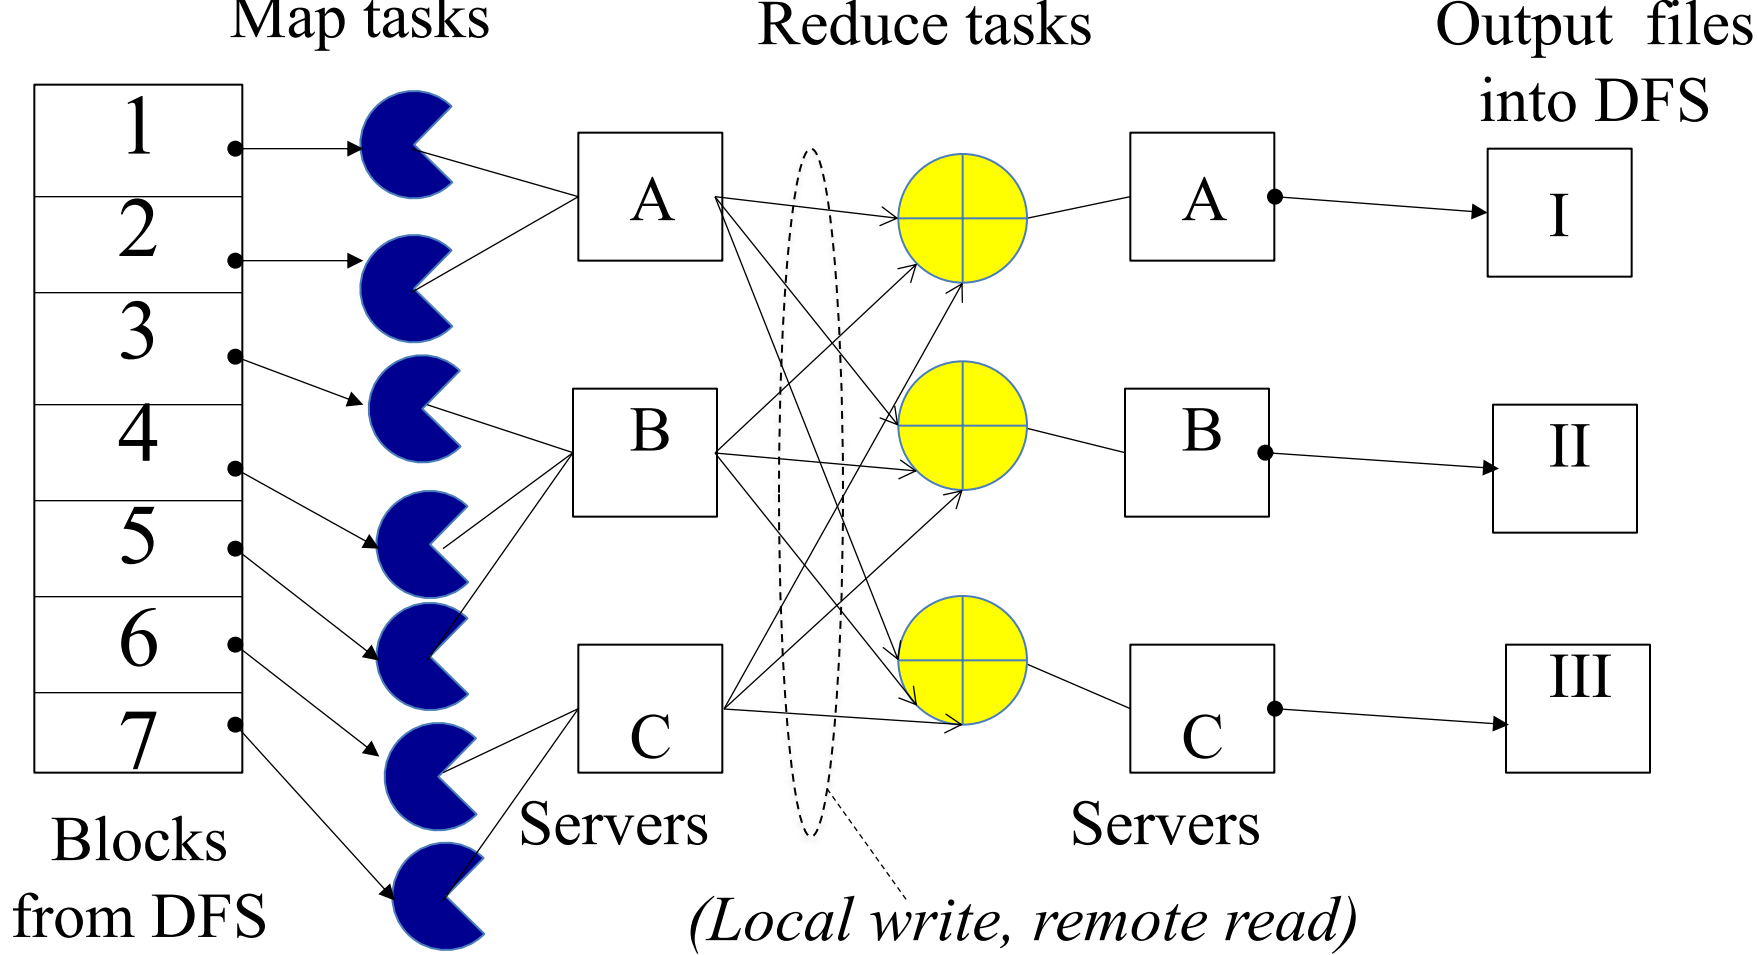 Map tasks
Reduce tasks
Output files
into DFS
1
2
3
4
5
6
7
A
B
C
A
B
C
I
II
III
Servers
Servers
Blocks
from DFS
(Local write, remote read)